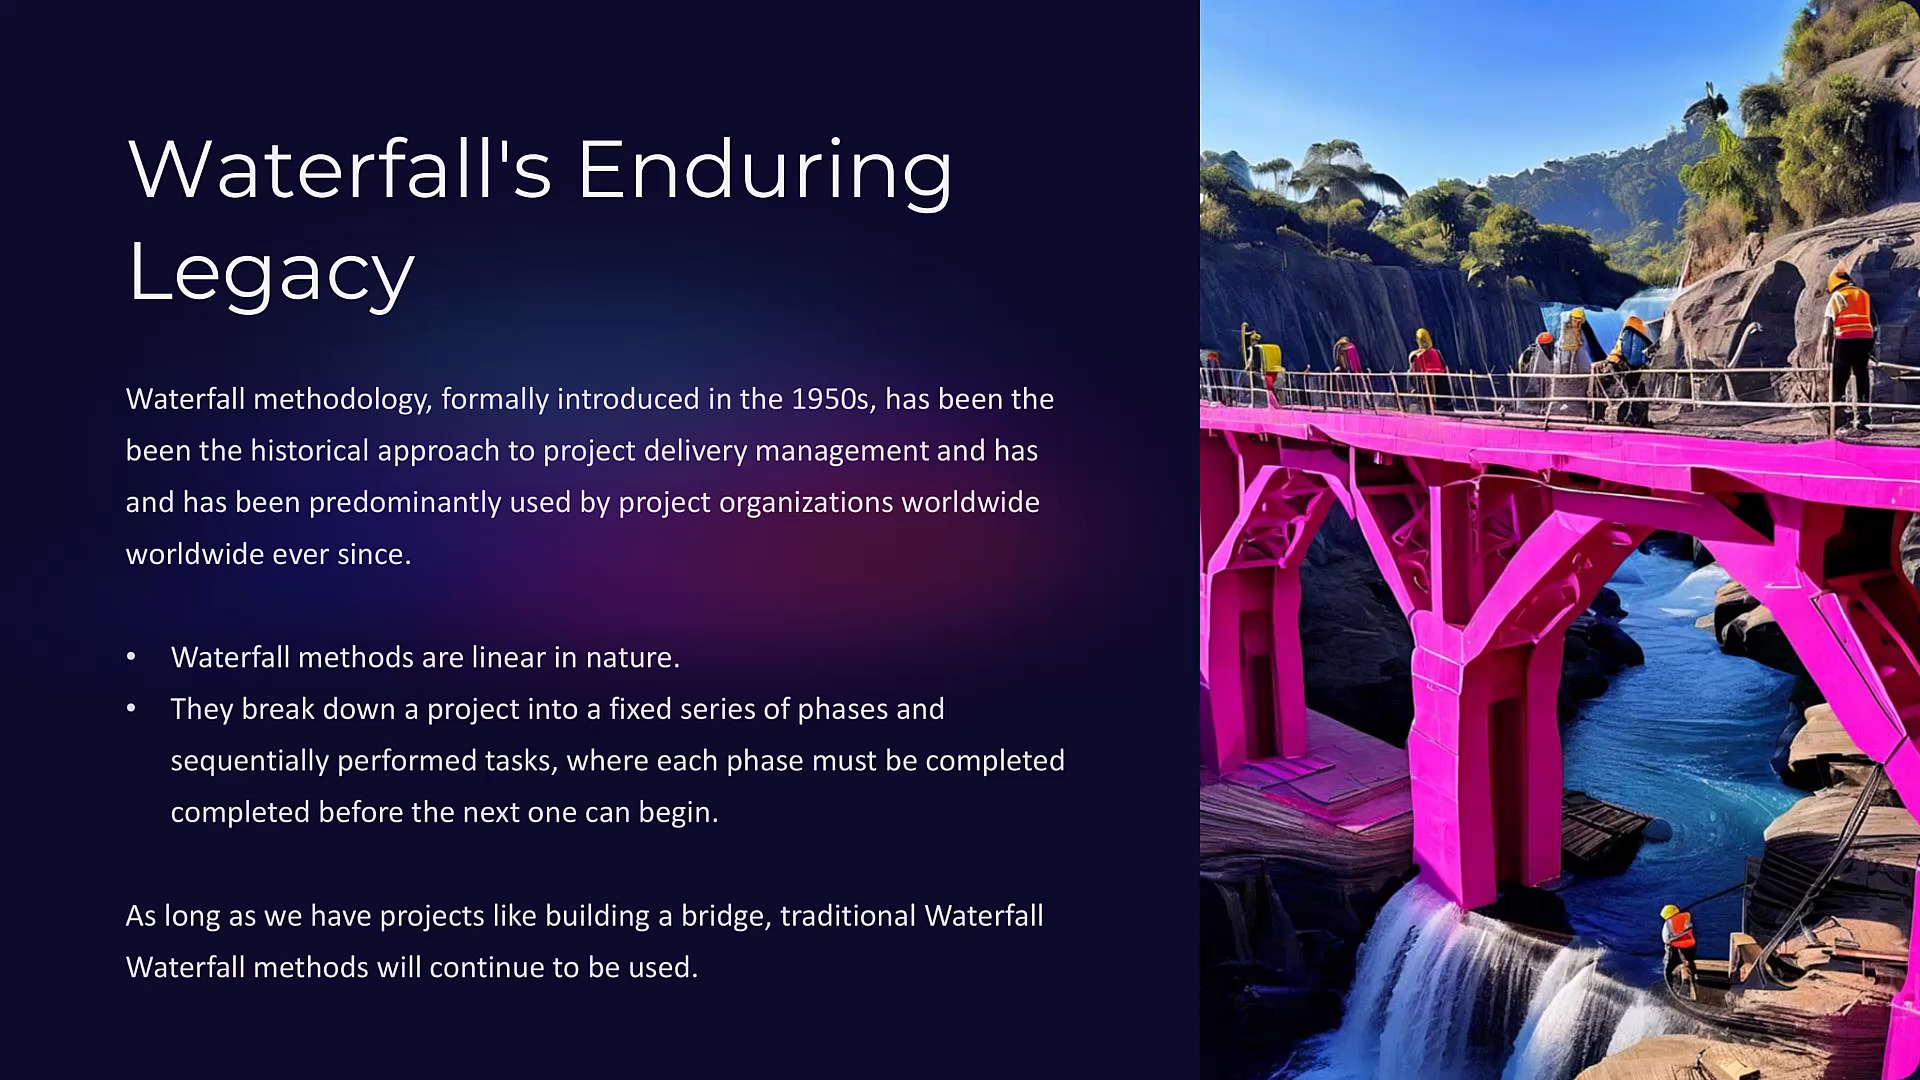 Waterfall's Enduring
Legacy
Waterfall methodology, formally introduced in the 1950s, has been the
been the historical approach to project delivery management and has
and has been predominantly used by project organizations worldwide
worldwide ever since.
• Waterfall methods are linear in nature.
• They break down a project into a fixed series of phases and
sequentially performed tasks, where each phase must be completed
completed before the next one can begin.
As long as we have projects like building a bridge, traditional Waterfall
Waterfall methods will continue to be used.